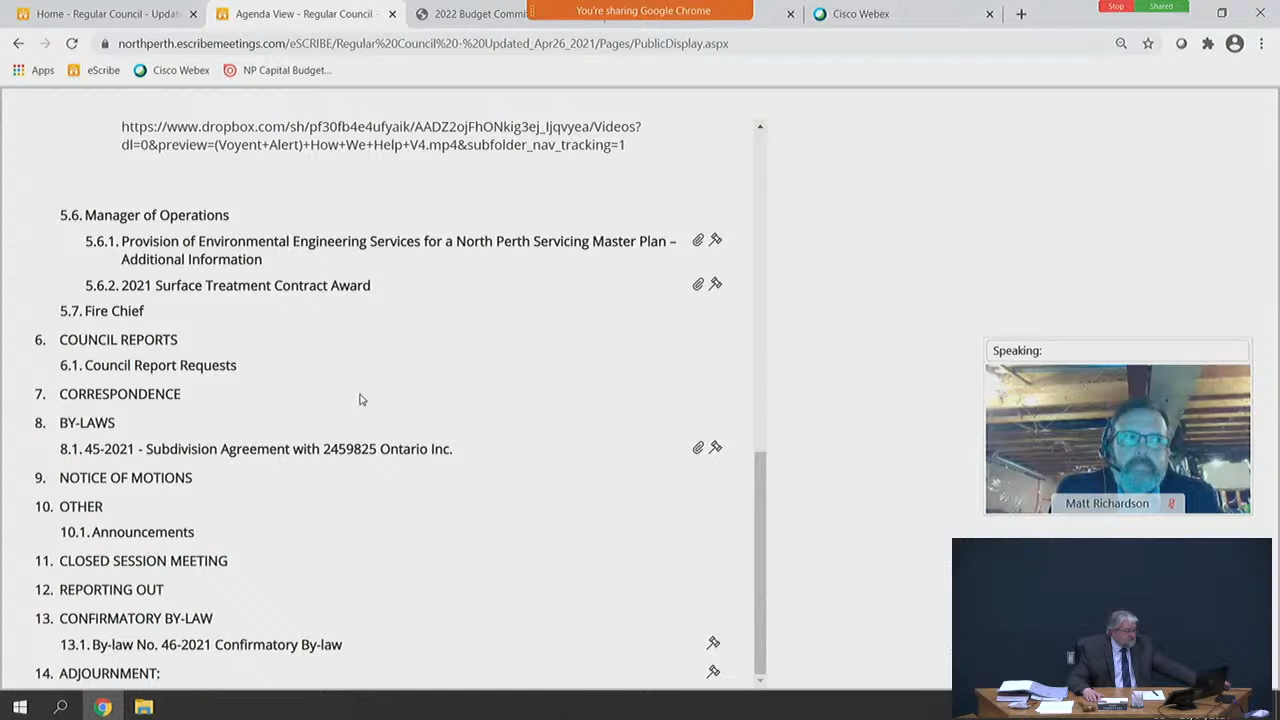 Home - Regular Council - Updat
Agenda View - Regular Council -
2022 Budget Commi
You're sharing Google Chrome
Cisco Webex
Stop
Shared
northperth.escribemeetings.com/eSCRIBE/Regular%20Council%20-%20Updated_Apr26_2021/Pages/PublicDisplay.aspx
Apps
eScribe
Cisco Webex
NP Capital Budget...
https://www.dropbox.com/sh/pf30fb4e4ufyaik/AADZ2ojFhONkig3ej_Ijqvyea/Videos?
dl=0&preview=(Voyent+Alert)+How+We+Help+V4.mp4&subfolder_nav_tracking=1
5.6. Manager of Operations
5.6.1. Provision of Environmental Engineering Services for a North Perth Servicing Master Plan –
Additional Information
5.6.2. 2021 Surface Treatment Contract Award
5.7. Fire Chief
6. COUNCIL REPORTS
6.1. Council Report Requests
7. CORRESPONDENCE
8. BY-LAWS
8.1. 45-2021 - Subdivision Agreement with 2459825 Ontario Inc.
9. NOTICE OF MOTIONS
10. OTHER
10.1. Announcements
11. CLOSED SESSION MEETING
12. REPORTING OUT
13. CONFIRMATORY BY-LAW
13.1. By-law No. 46-2021 Confirmatory By-law
14. ADJOURNMENT:
Speaking:
Matt Richardson